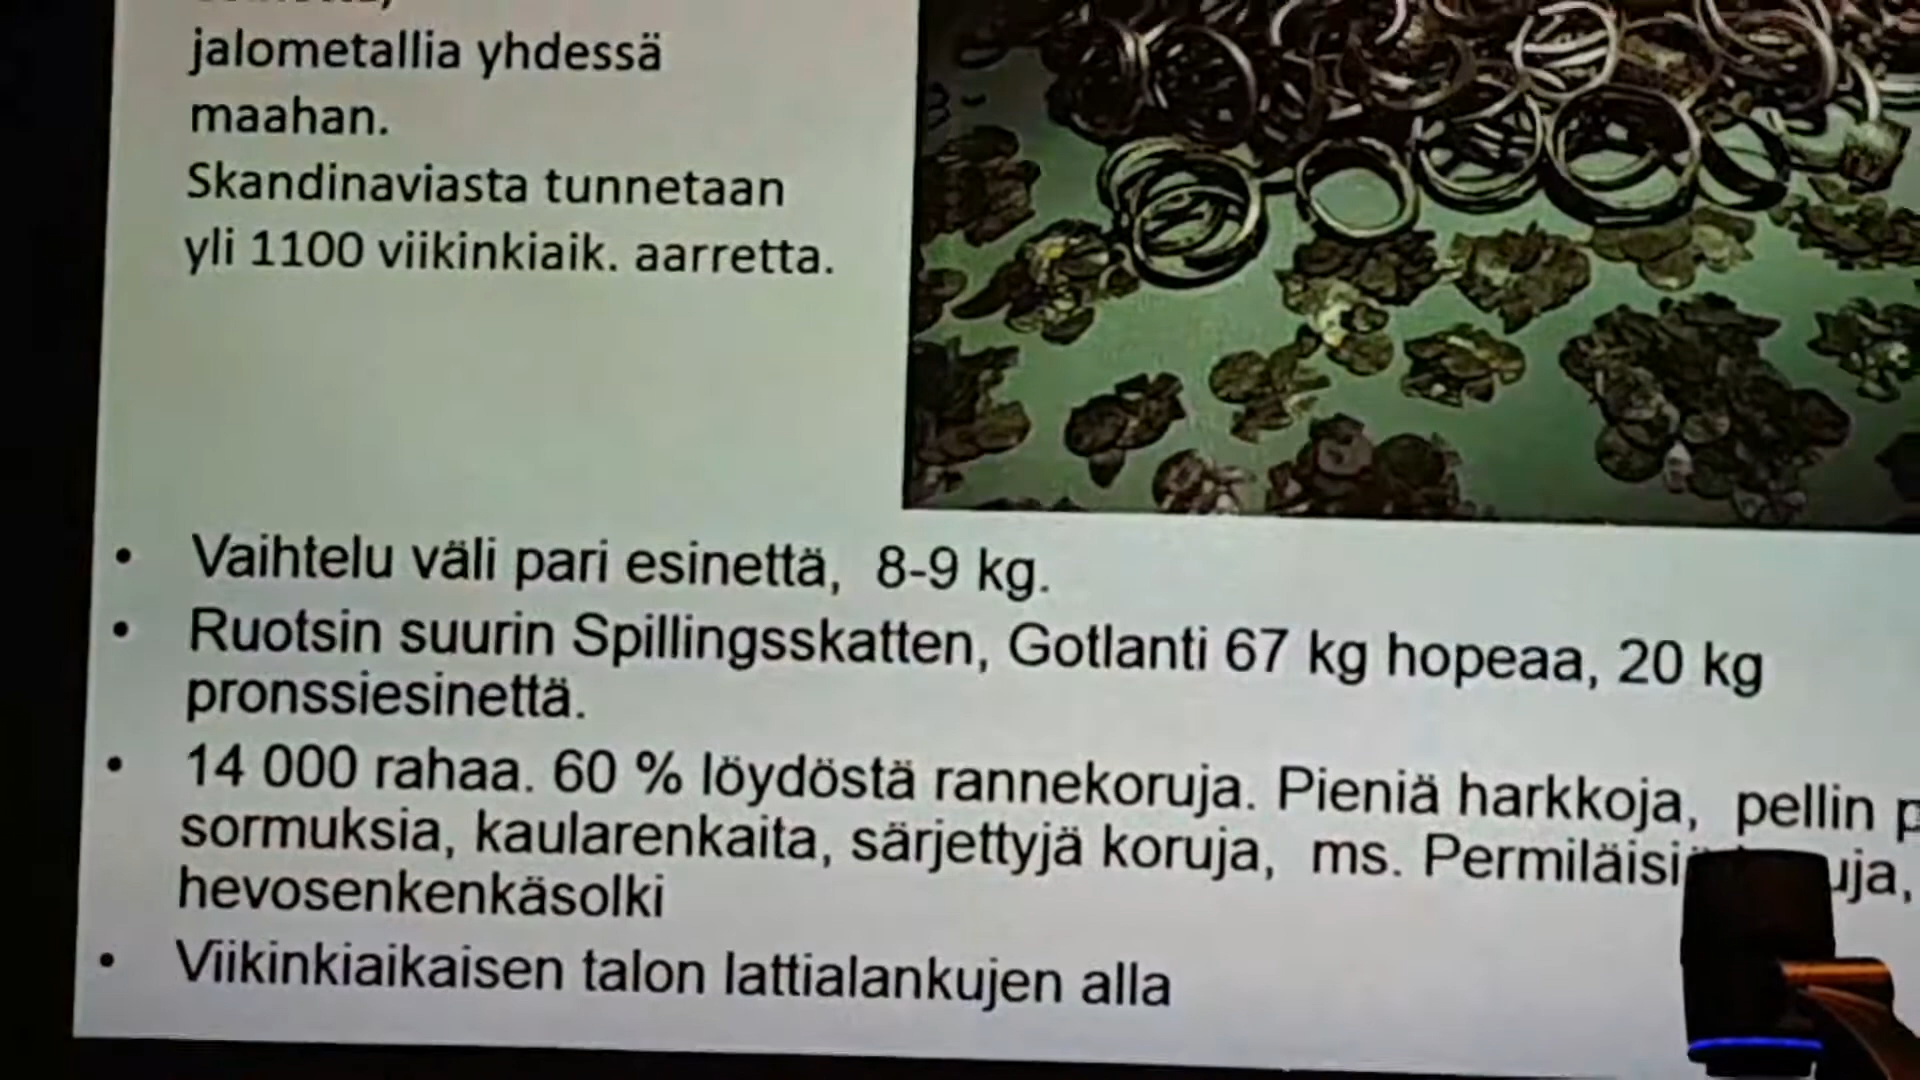 jalometallia yhdessä
maahan.
Skandinaviasta tunnetaan
yli 1100 viikinkiaik. aarretta.
• Vaihtelu väli pari esinettä, 8-9 kg.
• Ruotsin suurin Spillingsskatten, Gotlanti 67 kg hopeaa, 20 kg
pronssiesinettä.
• 14 000 rahaa. 60 % löydöstä rannekoruja. Pieniä harkkoja, pellin
sormuksia, kaularenkaita, särjettyjä koruja, ms.
hevosenkenkäsolki
• Viikinkiaikaisen talon lattialankujen alla